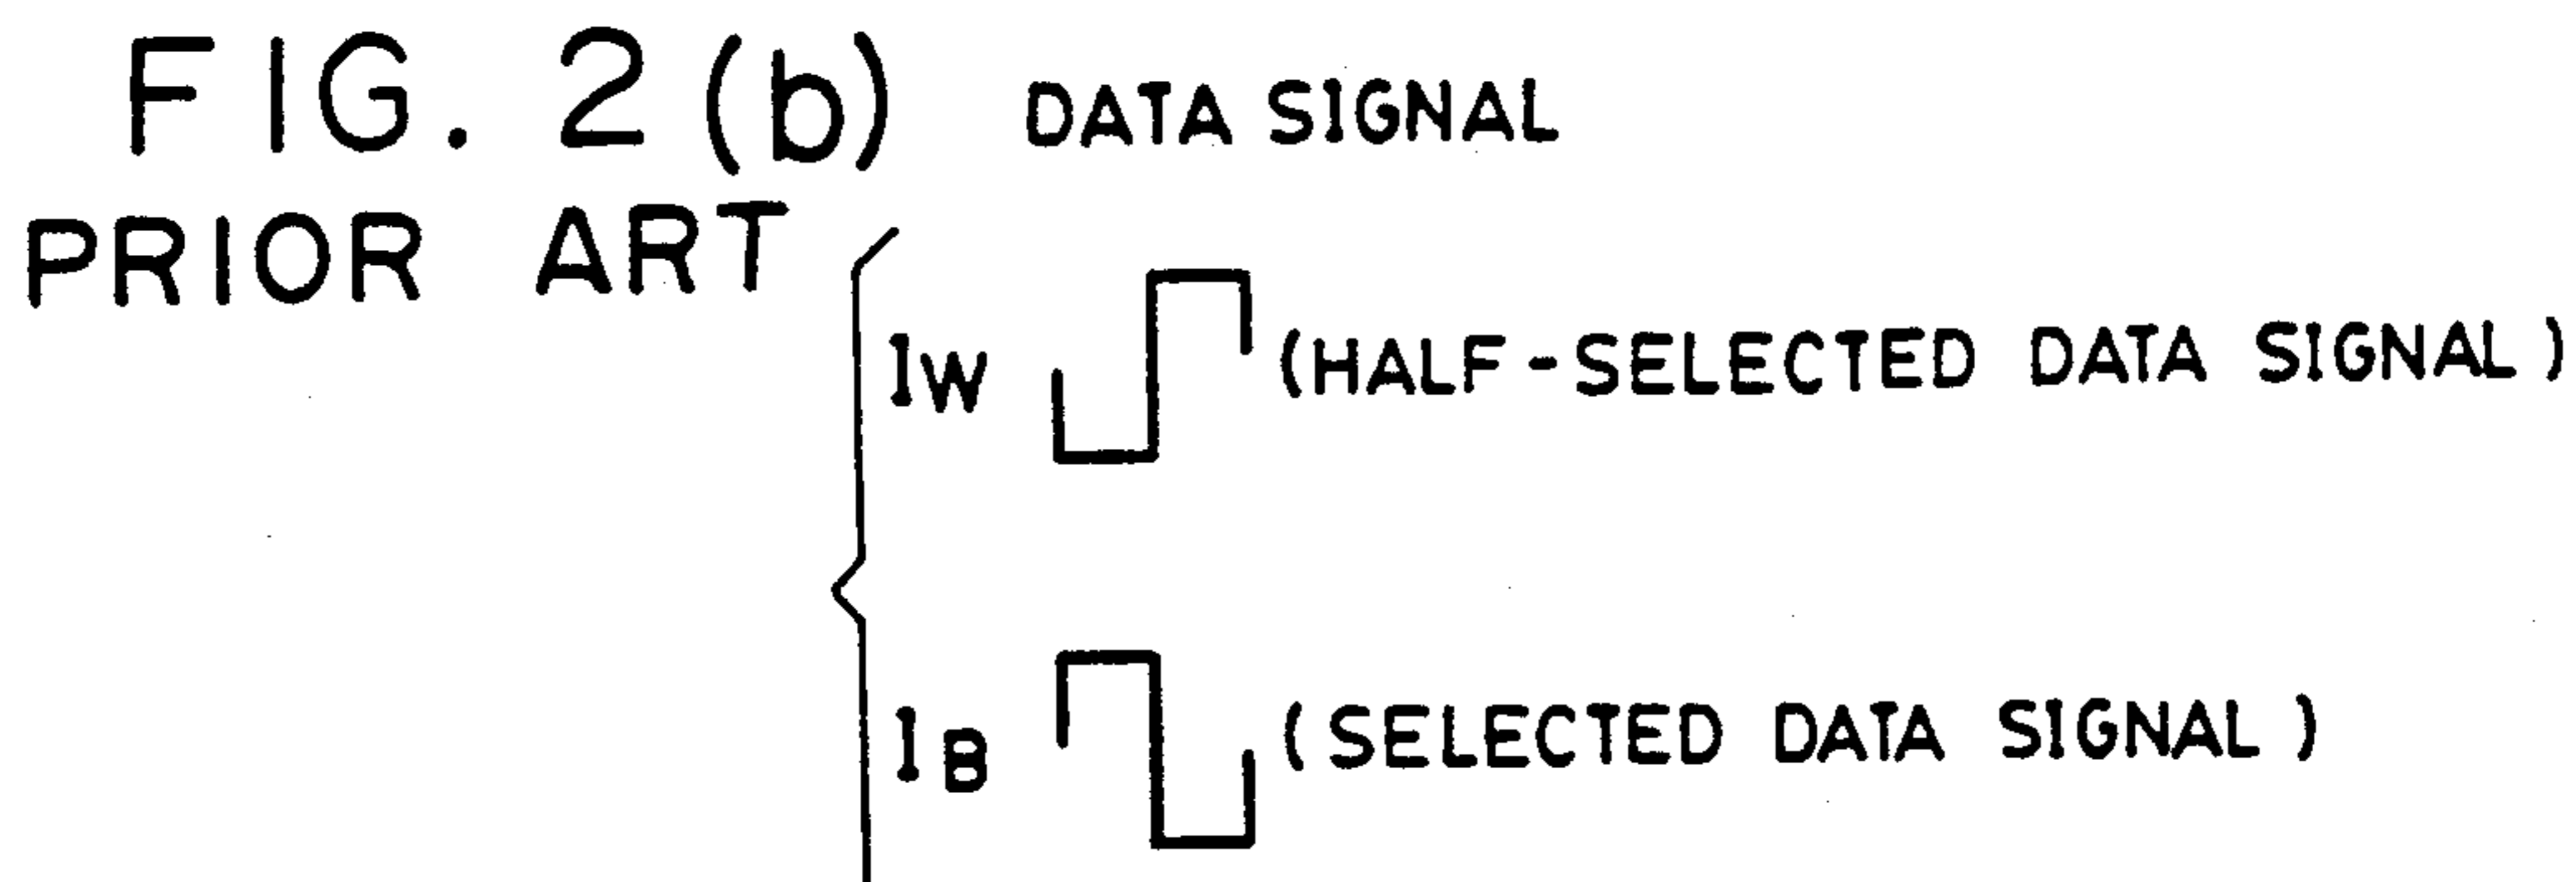 FIG. 2(b) DATA SIGNAL
PRIOR ART
IW (HALF-SELECTED DATA SIGNAL)
IB (SELECTED DATA SIGNAL)